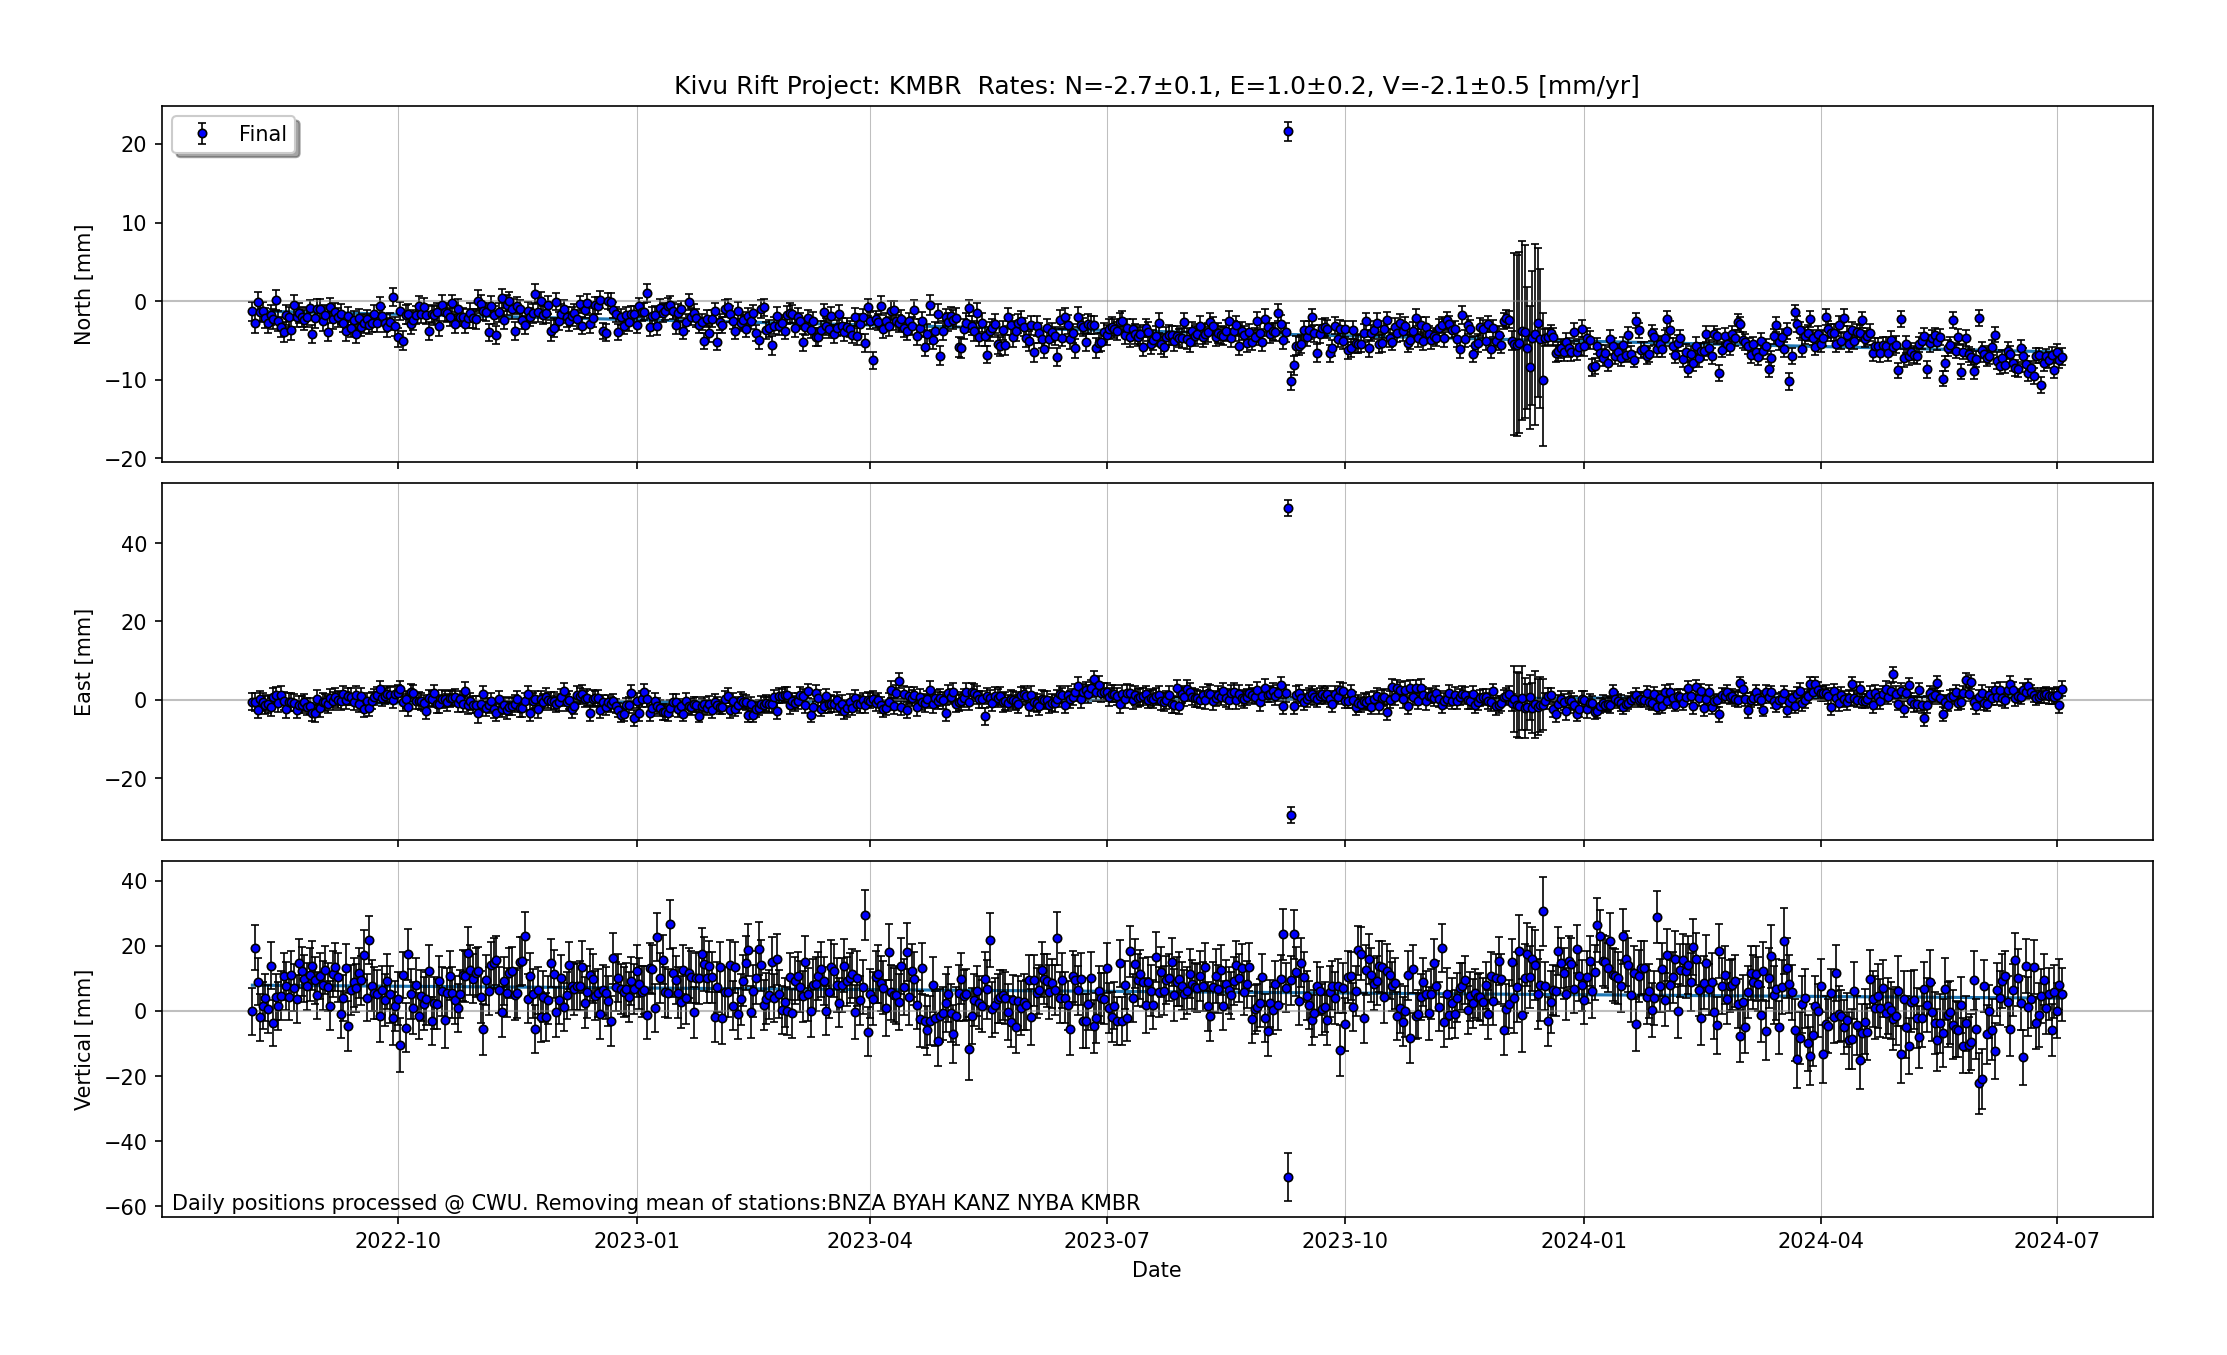 Kivu Rift Project: KMBR  Rates: N=-2.7±0.1, E=1.0±0.2, V=-2.1±0.5 [mm/yr]
Final
20
10
0
−10
−20
North [mm]
40
20
0
−20
East [mm]
40
20
0
−20
−40
−60
Vertical [mm]
Daily positions processed @ CWU. Removing mean of stations:BNZA BYAH KANZ NYBA KMBR
2022-10 2023-01 2023-04 2023-07 2023-10 2024-01 2024-04 2024-07
Date